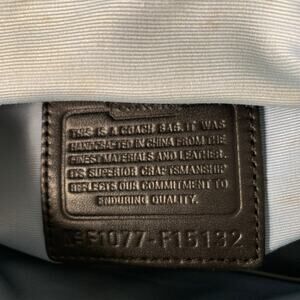 THIS IS A COACH BAG. IT WAS
HANDCRAFTED IN CHINA FROM THE
FINEST MATERIALS AND LEATHER.
ITS SUPERIOR CRAFTSMANSHIP
REFLECTS OUR COMMITMENT TO
ENDURING QUALITY.
F1077-F15132